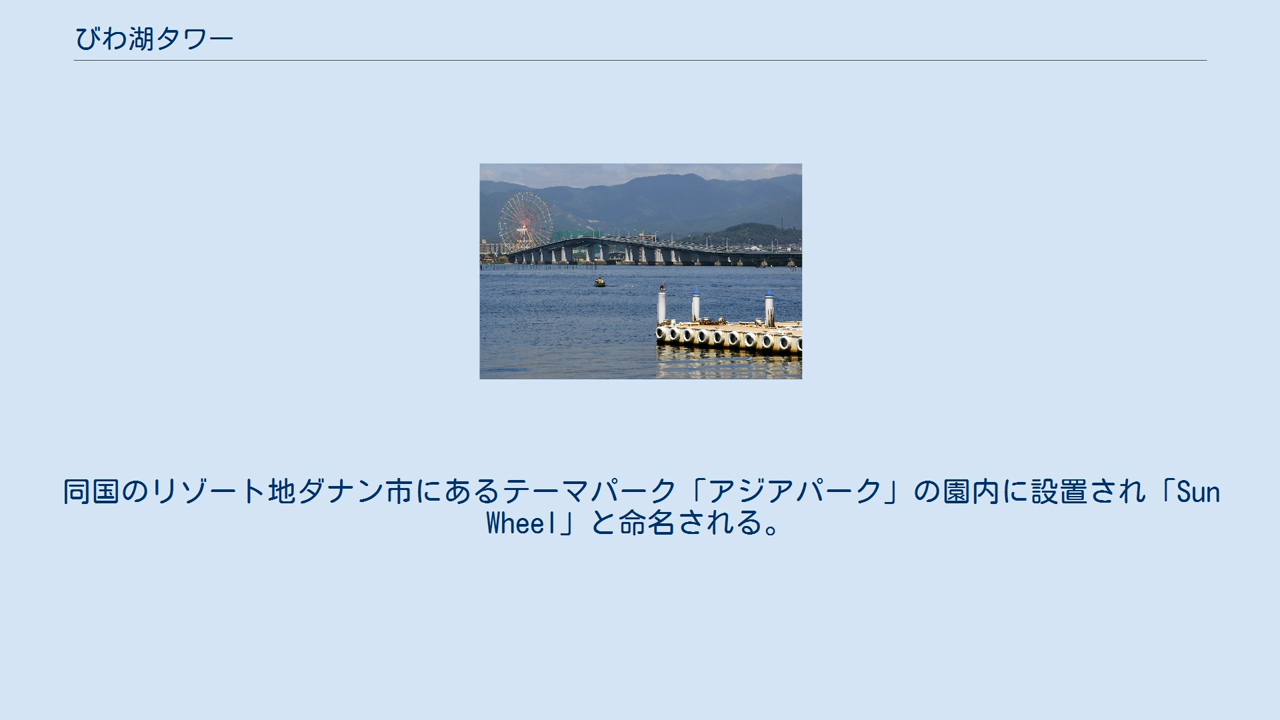 びわ湖タワー
同国のリゾート地ダナン市にあるテーマパーク「アジアパーク」の園内に設置され「Sun
Wheel」と命名される。